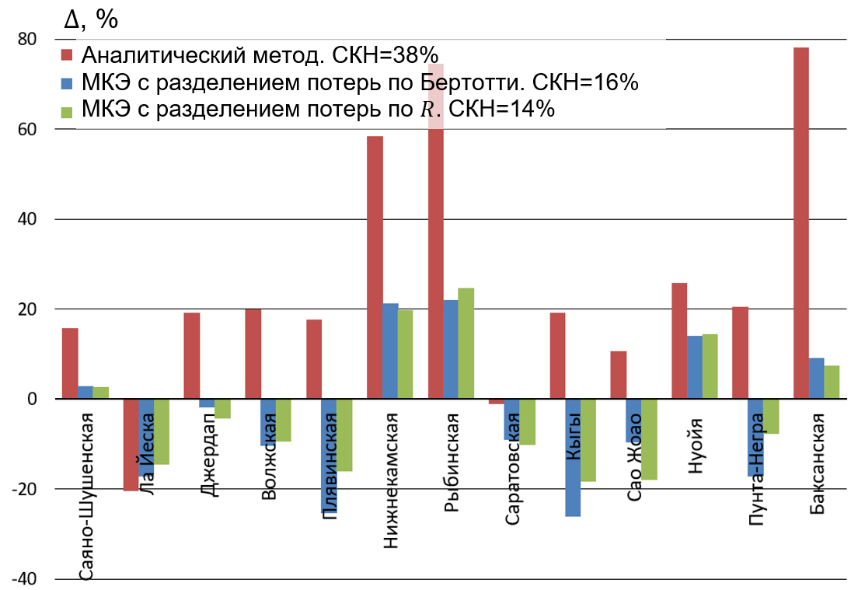 Δ, %
80
Аналитический метод. СКН=38%
МКЭ с разделением потерь по Бертотти. СКН=16%
МКЭ с разделением потерь по R. СКН=14%
60
40
20
0
-20
-40
Саяно-Шушенская
Ла Йеска
Джердап
Волжская
Плявинская
Нижнекамская
Рыбинская
Саратовская
Кыгы
Сао Жоао
Нуойя
Пунта-Негра
Баксанская